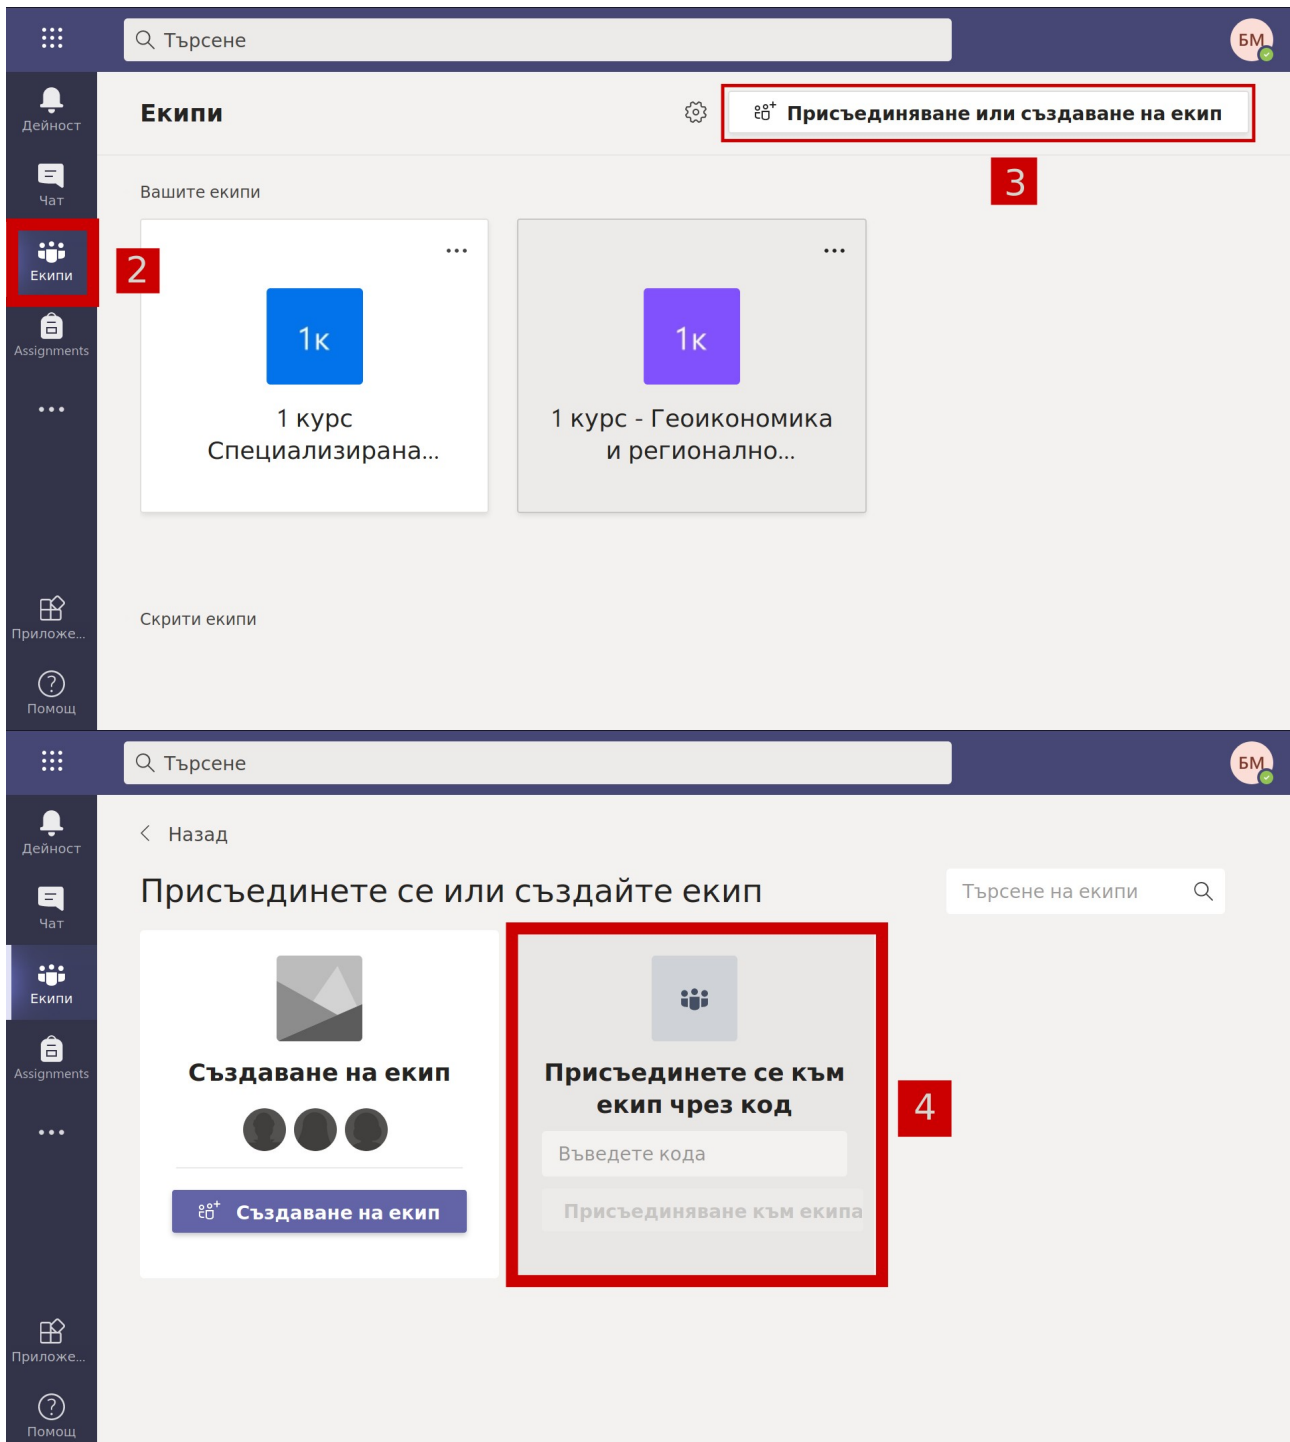 Търсене
БМ
Дейност
Екипи
Присъединяване или създаване на екип
3
Чат
Вашите екипи
Екипи
2
Assignments
1к
1 курс
Специализирана...
1к
1 курс - Геоикономика
и регионално...
Приложе...
Скрити екипи
Помощ
Търсене
БМ
Дейност
Назад
Чат
Присъединете се или създайте екип
Търсене на екипи
Екипи
Assignments
Създаване на екип
Създаване на екип
Присъединете се към
екип чрез код
Въведете кода
Присъединяване към екипа
4
Приложе...
Помощ